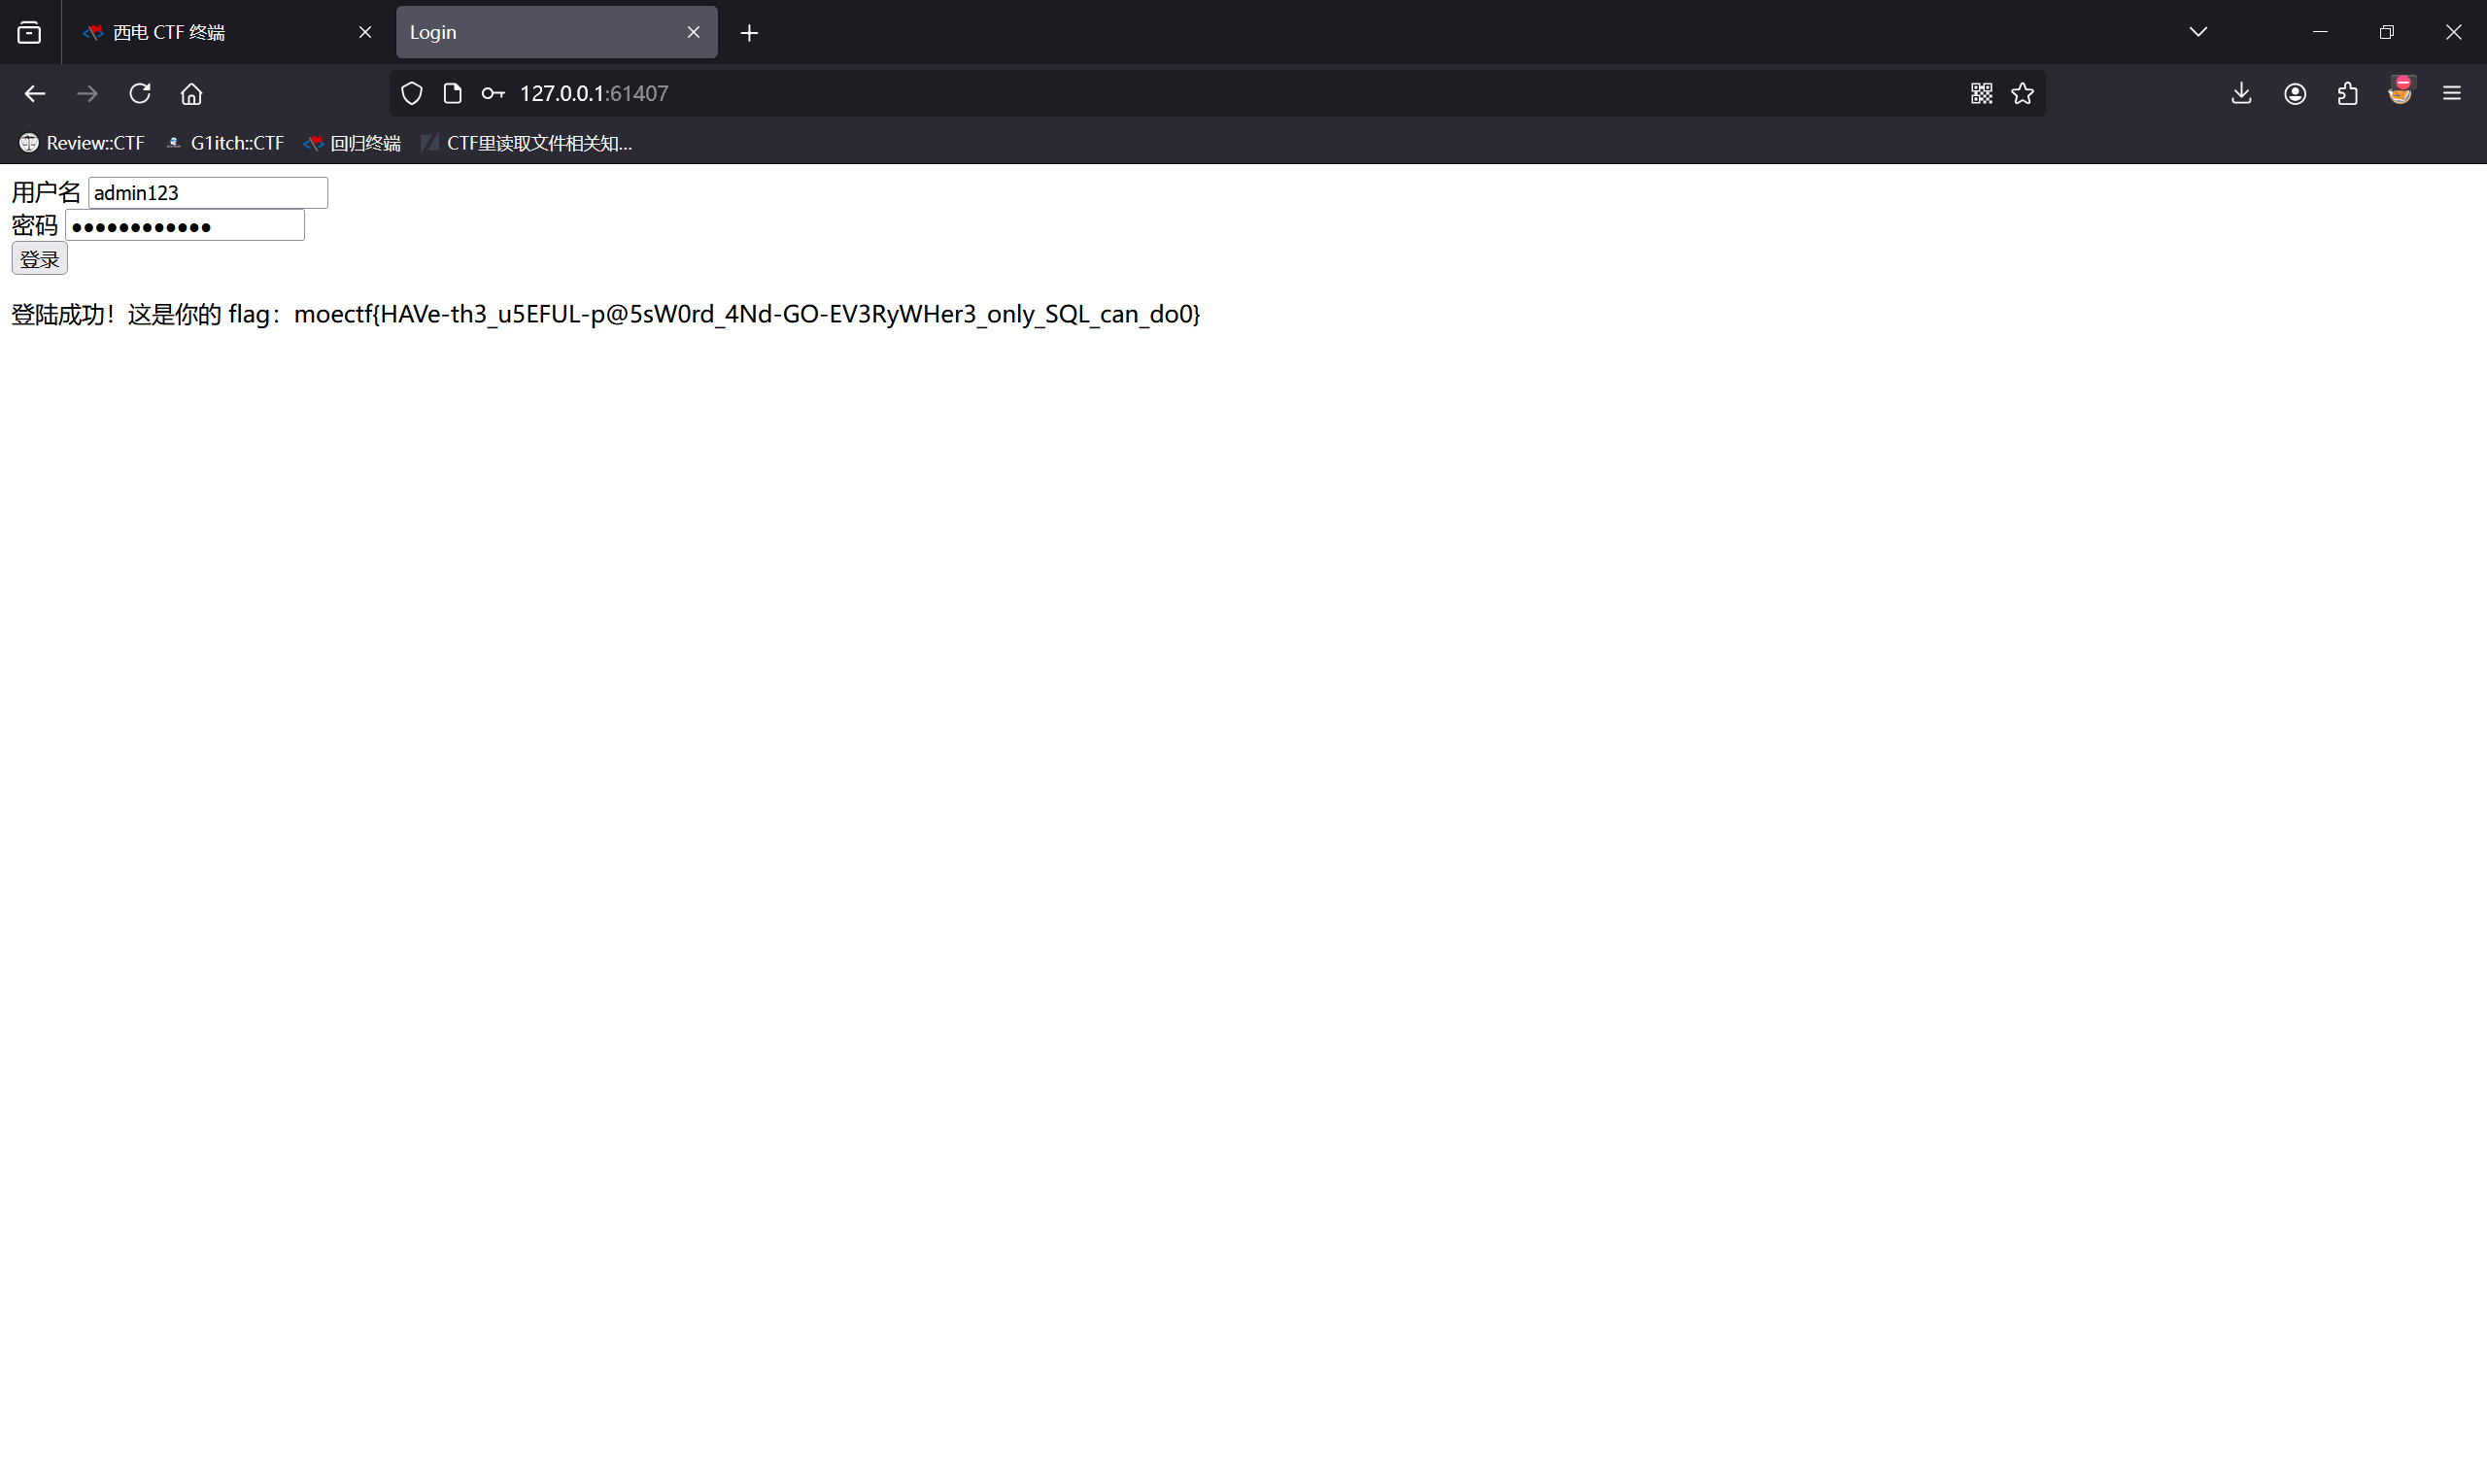 西电 CTF 终端
Login
127.0.0.1:61407
Review::CTF
G1itch::CTF
回归终端
CTF里读取文件相关知...
用户名 admin123
密码 ••••••••••••
登录
登陆成功！这是你的 flag：moectf{HAVe-th3_u5EFUL-p@5sW0rd_4Nd-GO-EV3RyWHer3_only_SQL_can_do0}